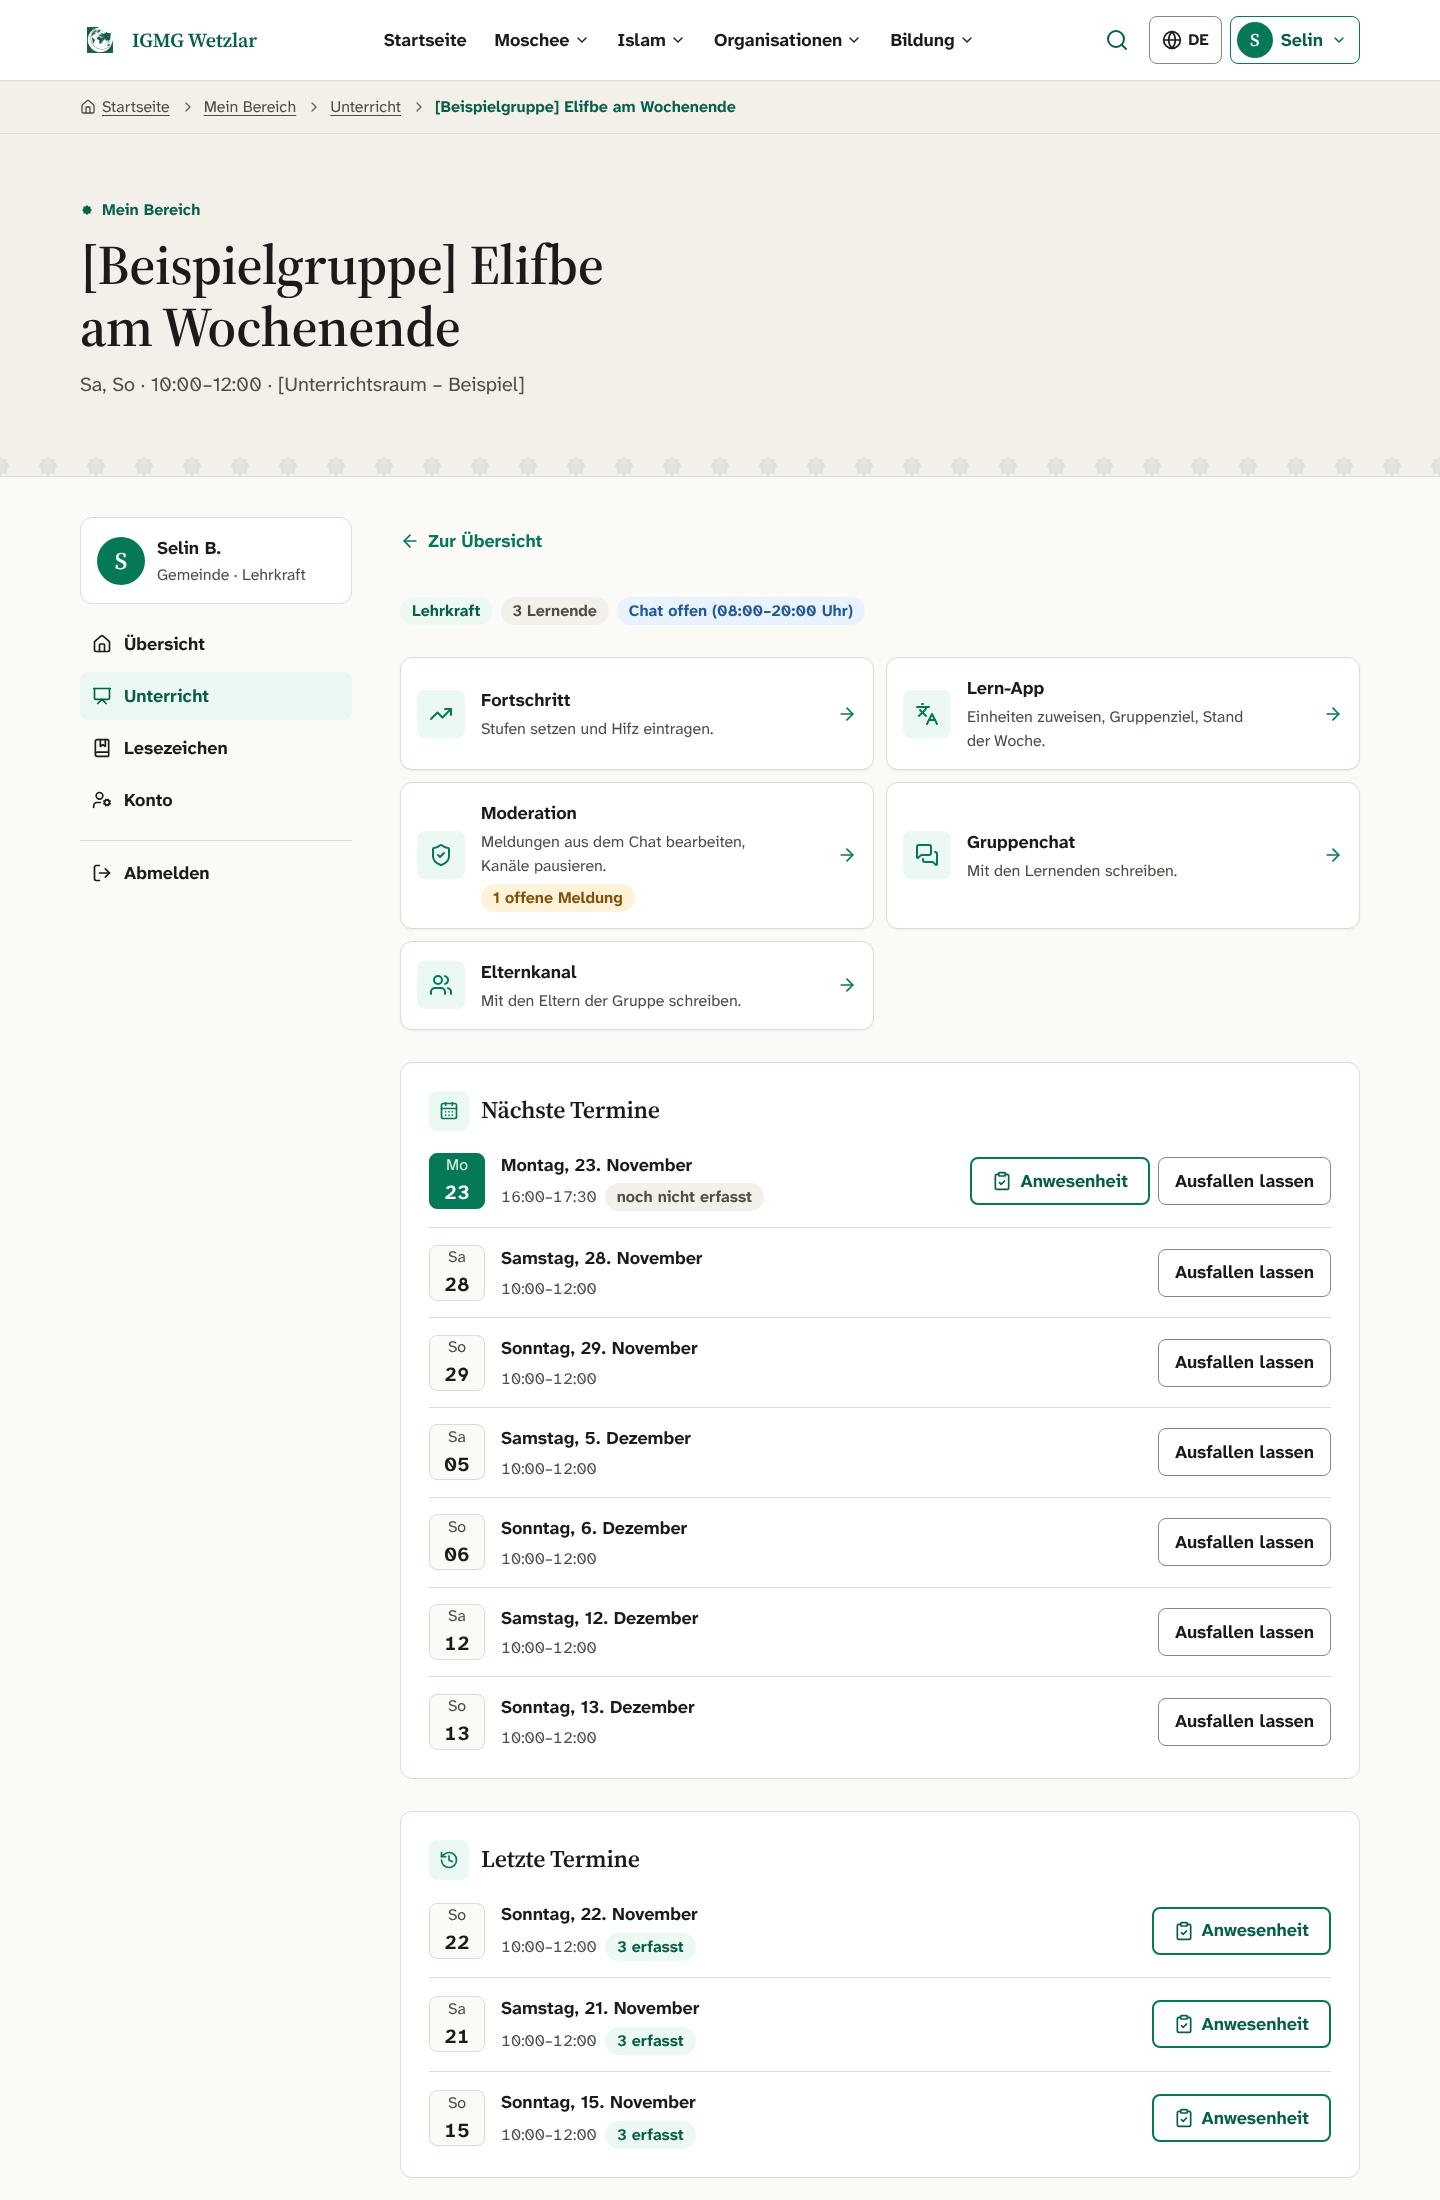 IGMG Wetzlar
Startseite
Moschee
Islam
Organisationen
Bildung
DE
S
Selin
Startseite
Mein Bereich
Unterricht
[Beispielgruppe] Elifbe am Wochenende
Mein Bereich
[Beispielgruppe] Elifbe
am Wochenende
Sa, So · 10:00–12:00 · [Unterrichtsraum – Beispiel]
S
Selin B.
Gemeinde · Lehrkraft
Übersicht
Unterricht
Lesezeichen
Konto
Abmelden
Zur Übersicht
Lehrkraft
3 Lernende
Chat offen (08:00–20:00 Uhr)
Fortschritt
Stufen setzen und Hifz eintragen.
Lern-App
Einheiten zuweisen, Gruppenziel, Stand
der Woche.
Moderation
Meldungen aus dem Chat bearbeiten,
Kanäle pausieren.
1 offene Meldung
Gruppenchat
Mit den Lernenden schreiben.
Elternkanal
Mit den Eltern der Gruppe schreiben.
Nächste Termine
Mo
23
Montag, 23. November
16:00–17:30 noch nicht erfasst
Anwesenheit
Ausfallen lassen
Sa
28
Samstag, 28. November
10:00–12:00
Ausfallen lassen
So
29
Sonntag, 29. November
10:00–12:00
Ausfallen lassen
Sa
05
Samstag, 5. Dezember
10:00–12:00
Ausfallen lassen
So
06
Sonntag, 6. Dezember
10:00–12:00
Ausfallen lassen
Sa
12
Samstag, 12. Dezember
10:00–12:00
Ausfallen lassen
So
13
Sonntag, 13. Dezember
10:00–12:00
Ausfallen lassen
Letzte Termine
So
22
Sonntag, 22. November
10:00–12:00 3 erfasst
Anwesenheit
Sa
21
Samstag, 21. November
10:00–12:00 3 erfasst
Anwesenheit
So
15
Sonntag, 15. November
10:00–12:00 3 erfasst
Anwesenheit